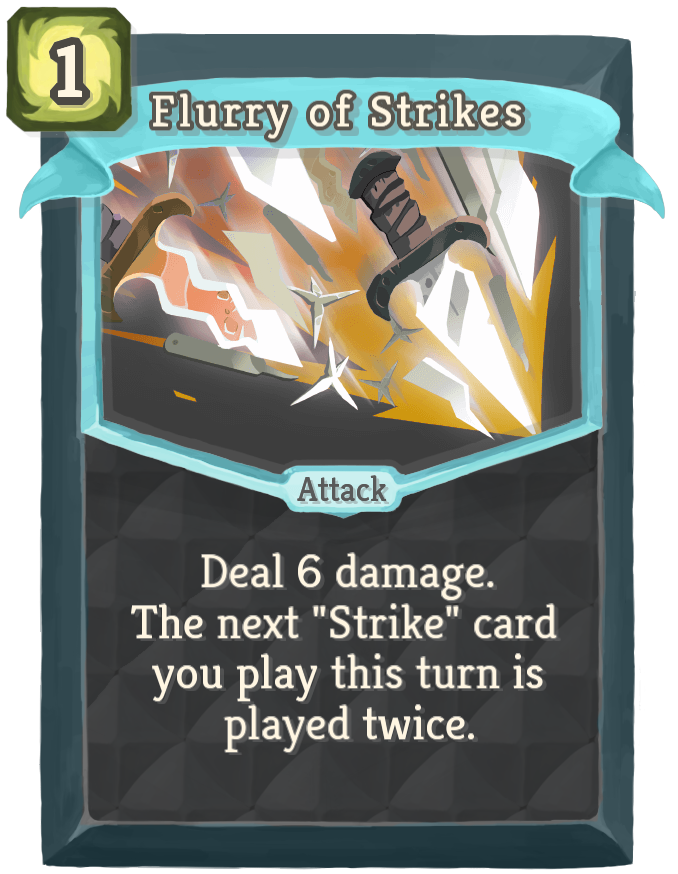 1
Flurry of Strikes
Attack
Deal 6 damage.
The next "Strike" card
you play this turn is
played twice.